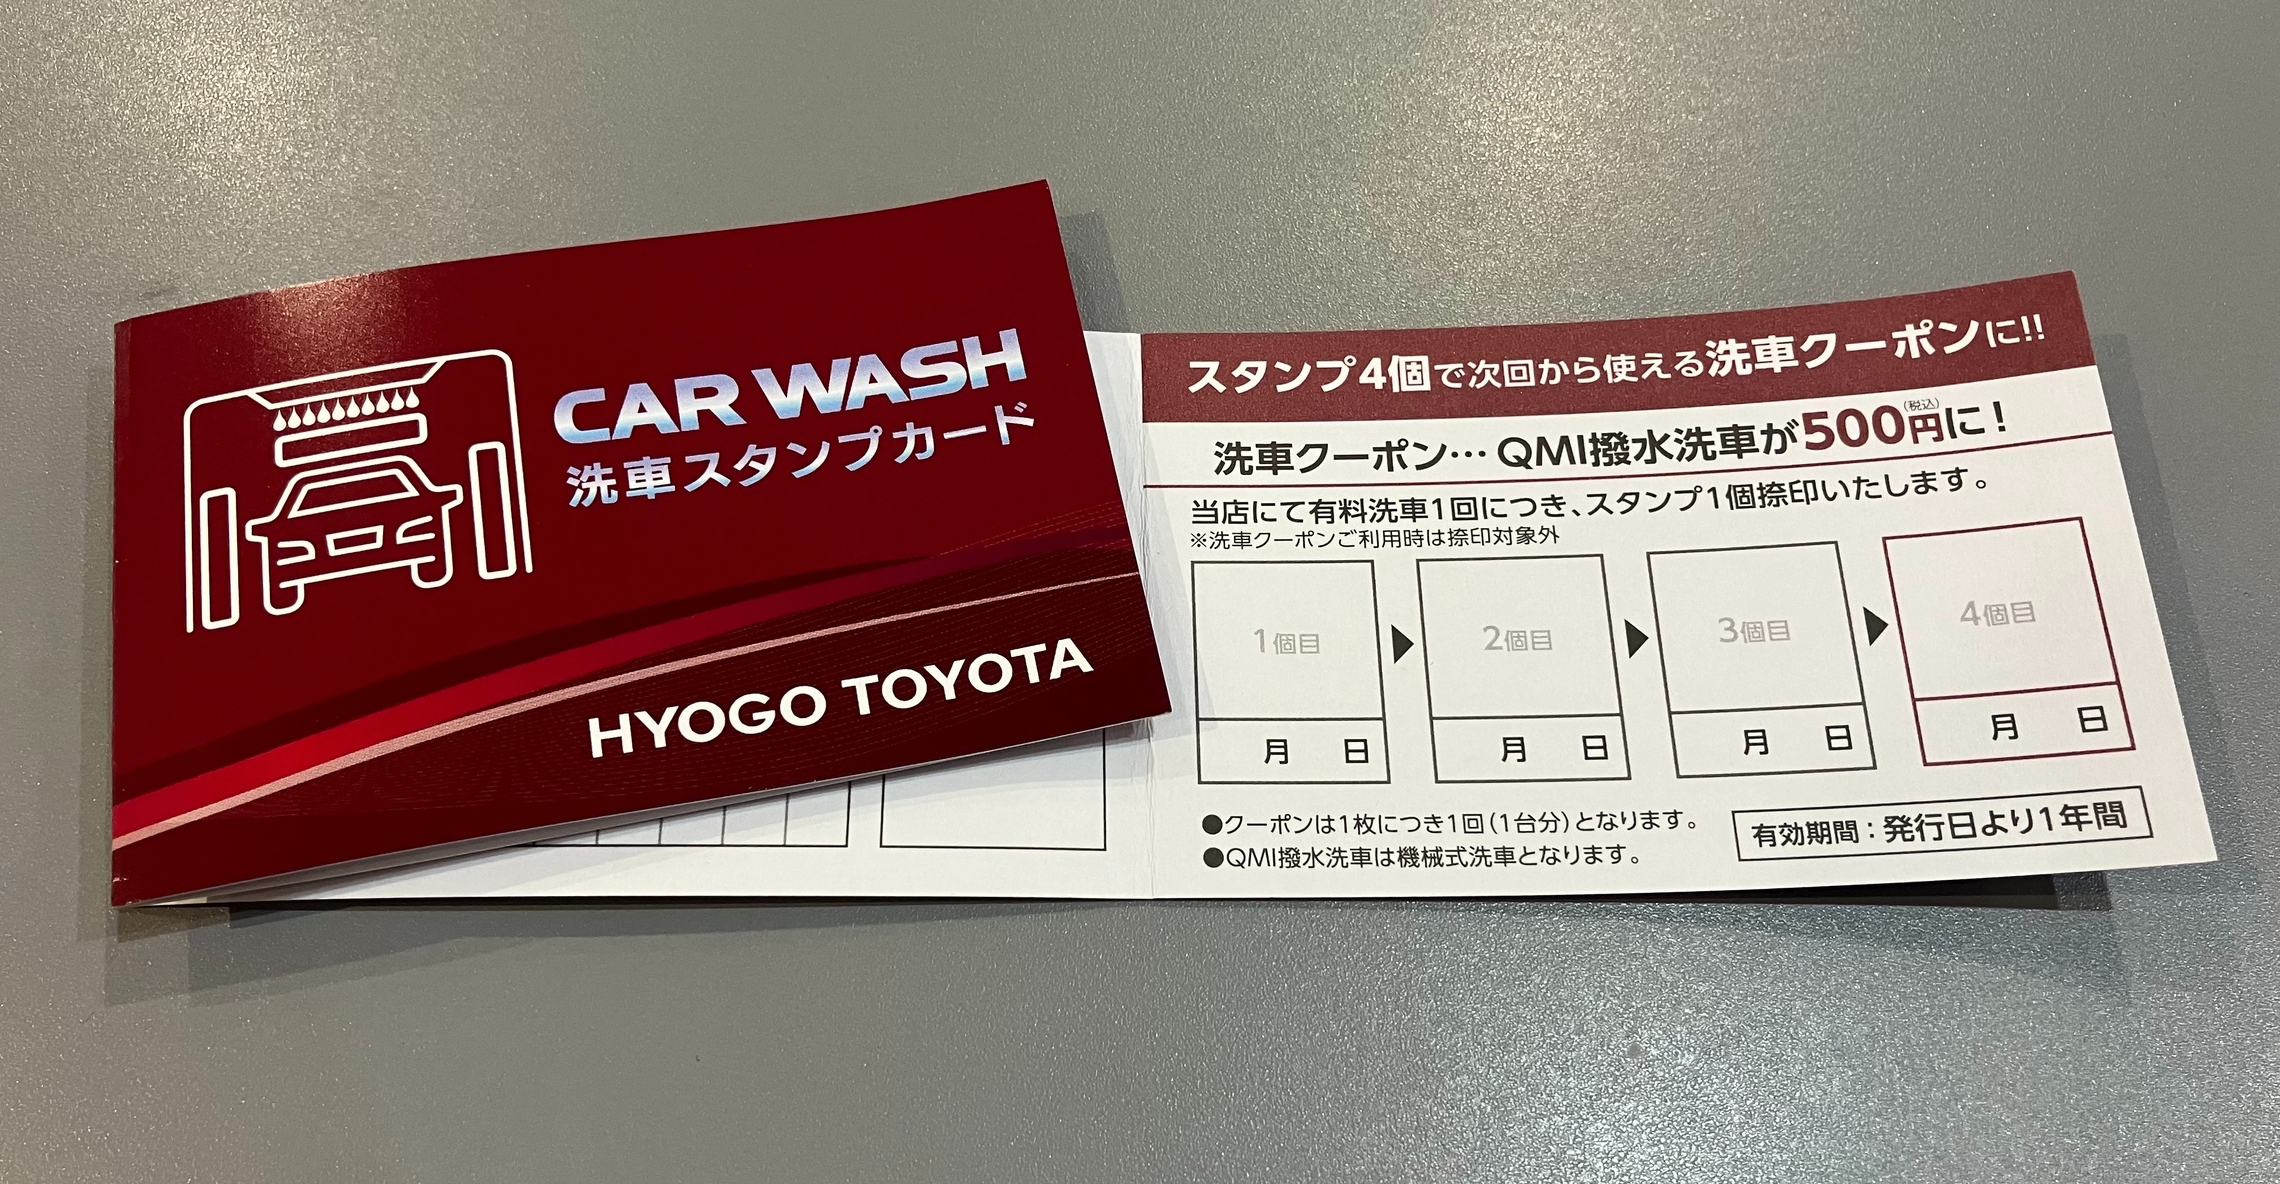 CAR WASH
洗車スタンプカード
HYOGO TOYOTA
スタンプ4個で次回から使える洗車クーポンに!!
洗車クーポン…QMI撥水洗車が500円(税込)に!
当店にて有料洗車1回につき、スタンプ1個捺印いたします。
※洗車クーポンご利用時は捺印対象外
1個目 2個目 3個目 4個目
月 日 月 日 月 日 月 日
●クーポンは1枚につき1回(1台分)となります。
●QMI撥水洗車は機械式洗車となります。
有効期間:発行日より1年間